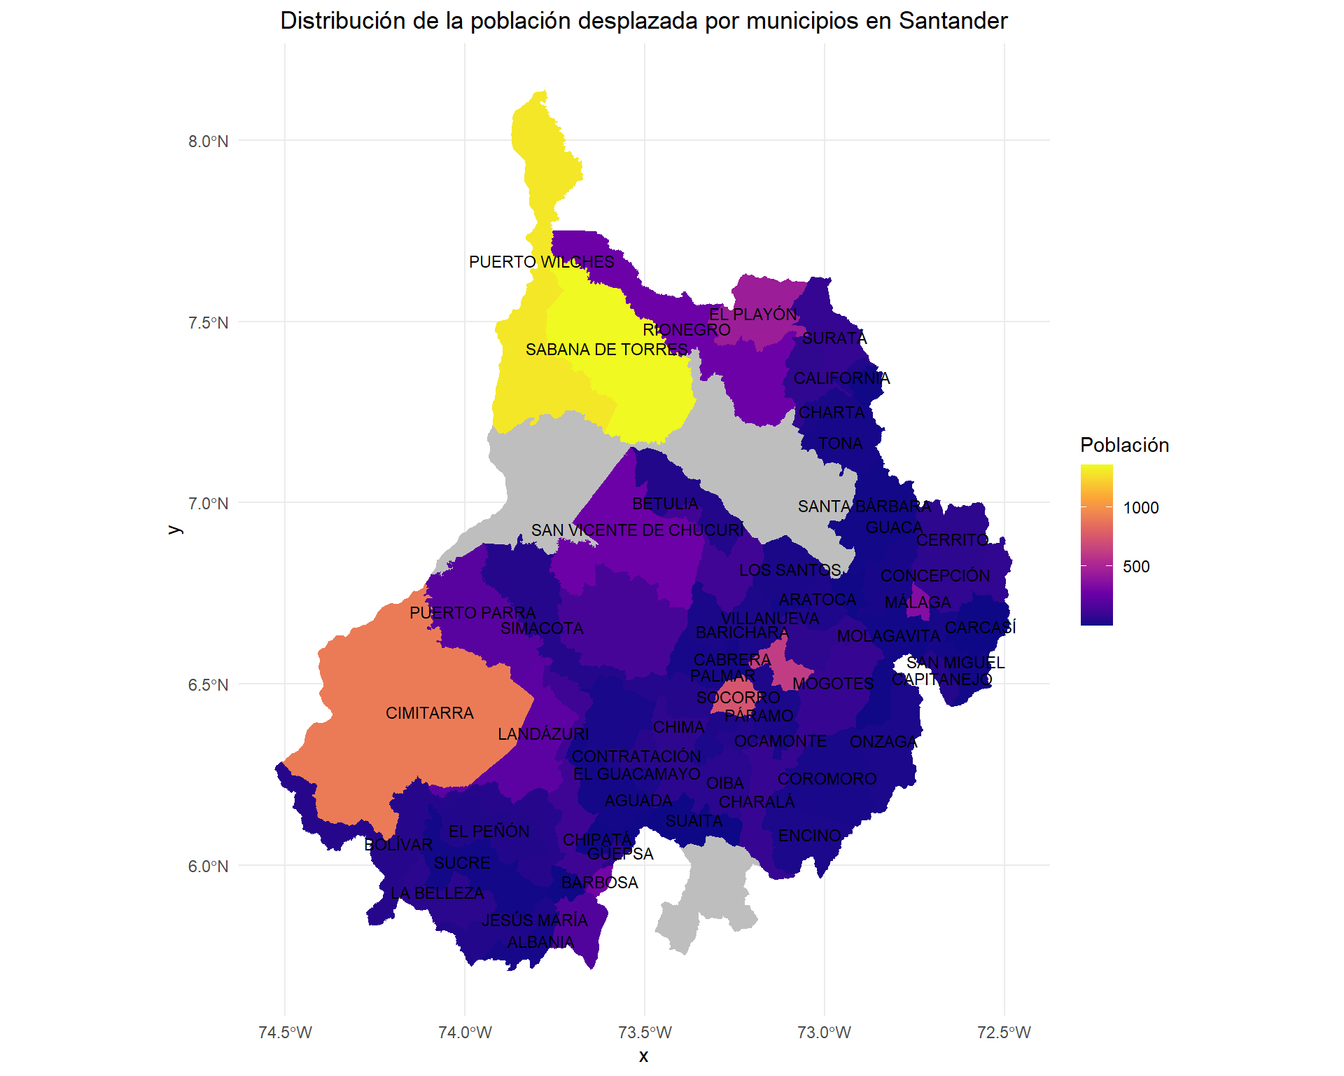 Distribución de la población desplazada por municipios en Santander
8.0°N
7.5°N
7.0°N
6.5°N
6.0°N
y
PUERTO WILCHES
EL PLAYÓN
RIONEGRO
SURATÁ
SABANA DE TORRES
CALIFORNIA
CHARTA
TONA
BETULIA
SANTA BÁRBARA
GUACA
SAN VICENTE DE CHUCURÍ
CERRITO
LOS SANTOS
CONCEPCIÓN
ARATOCA
MÁLAGA
PUERTO PARRA
VILLANUEVA
SIMACOTA
CARCASÍ
BARICHARA
MOLAGAVITA
CABRERA
SAN MIGUEL
PALMAR
CAPITANEJO
MOGOTES
SOCORRO
CIMITARRA
PÁRAMO
CHIMA
LANDÁZURI
OCAMONTE
ONZAGA
CONTRATACIÓN
EL GUACAMAYO
COROMORO
OIBA
AGUADA
CHARALÁ
SUAITA
EL PEÑÓN
ENCINO
CHIPATÁ
BOLÍVAR
GÜEPSA
SUCRE
BARBOSA
LA BELLEZA
JESÚS MARÍA
ALBANIA
74.5°W
74.0°W
73.5°W
73.0°W
72.5°W
x
Población
1000
500